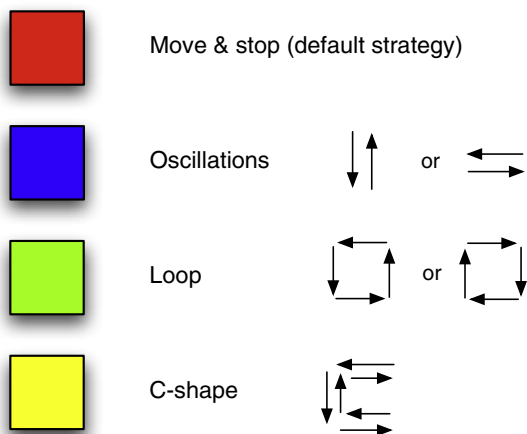 Move & stop (default strategy)
Oscillations or
Loop or
C-shape